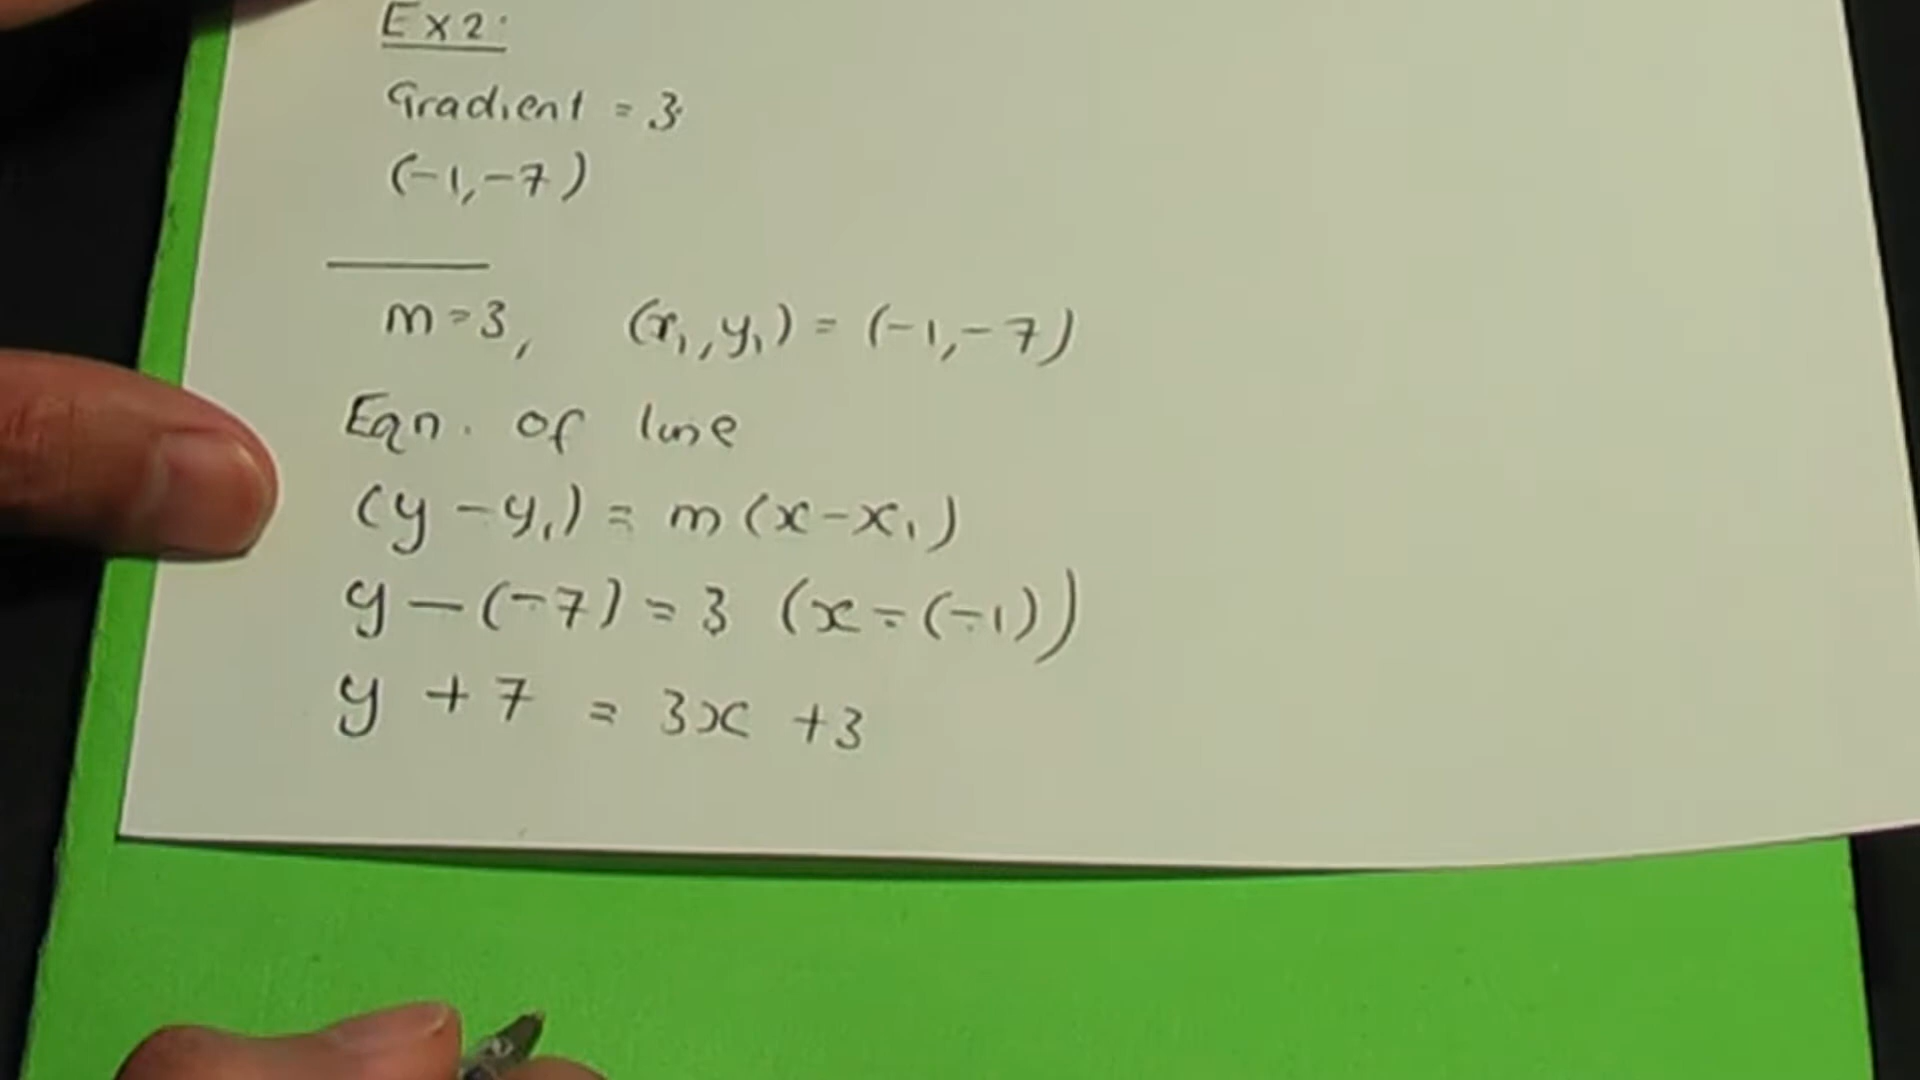 Ex2:
Gradient = 3
(-1,-7)
m=3, (x₁,y₁) = (-1,-7)
Eqn. of line
(y-y₁) = m(x-x₁)
y-(-7) = 3 (x-(-1))
y +7 = 3x +3